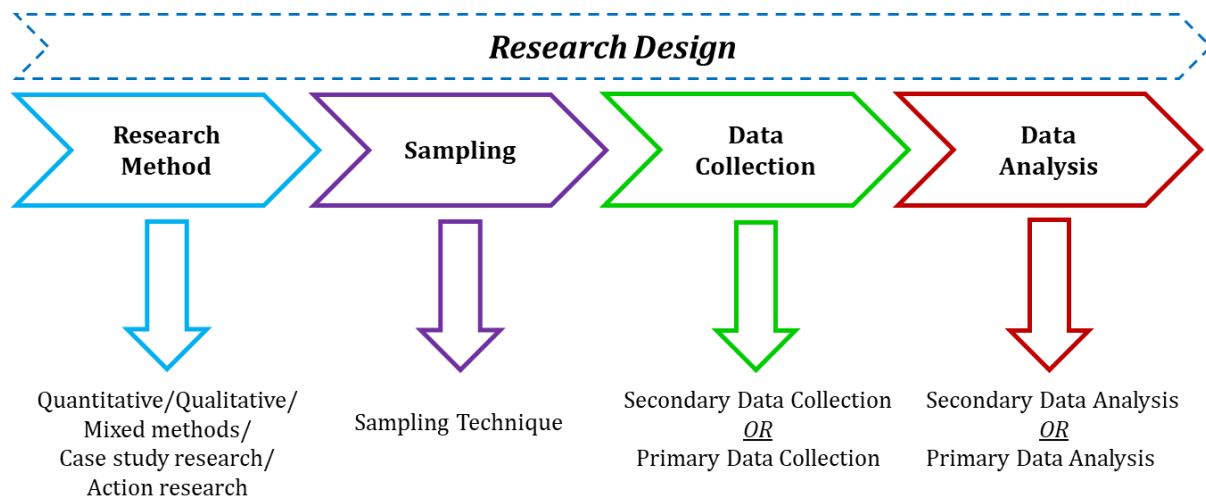 Research Design
Research
Method
Sampling
Data
Collection
Data
Analysis
Quantitative/Qualitative/
Mixed methods/
Case study research/
Action research
Sampling Technique
Secondary Data Collection
OR
Primary Data Collection
Secondary Data Analysis
OR
Primary Data Analysis